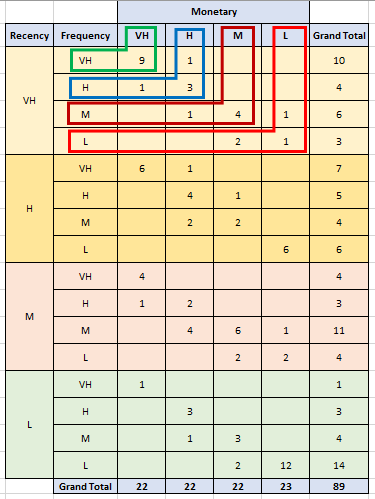 Monetary
Recency Frequency VH H M L Grand Total
VH VH 9 1 10
H 1 3 4
M 1 4 1 6
L 2 1 3
H VH 6 1 7
H 4 1 5
M 2 2 4
L 6 6
M VH 4 4
H 1 2 3
M 4 6 1 11
L 2 2 4
L VH 1 1
H 3 3
M 1 3 4
L 2 12 14
Grand Total 22 22 22 23 89